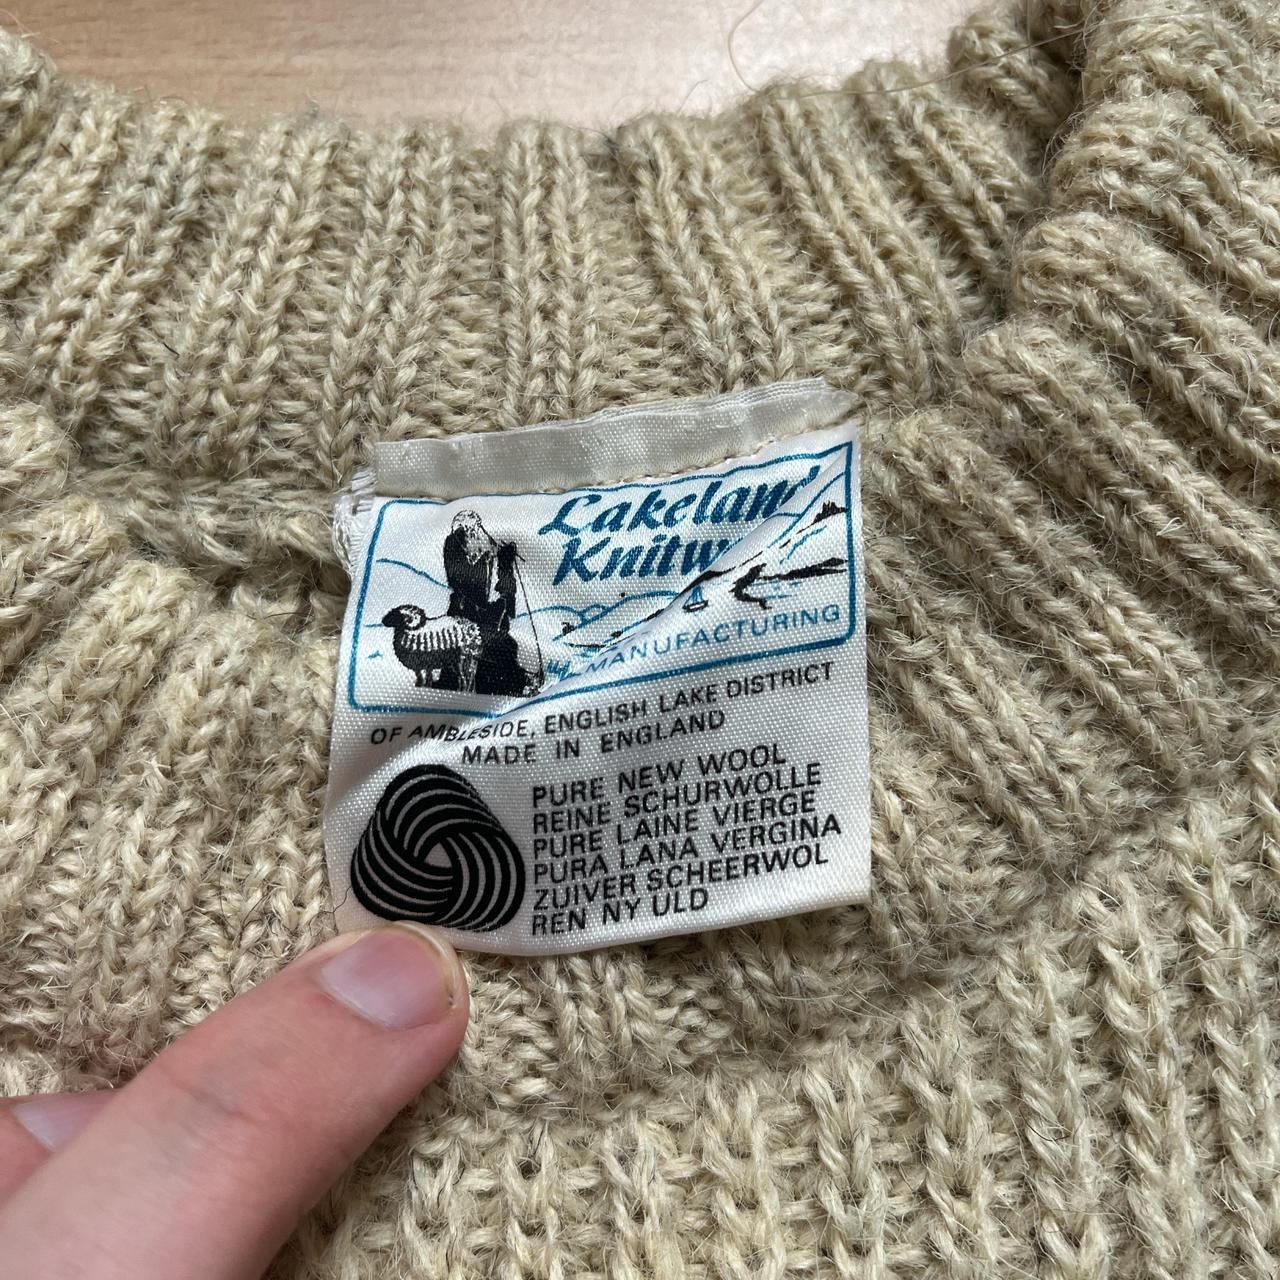 Lakeland
Knitw
MANUFACTURING
OF AMBLESIDE, ENGLISH LAKE DISTRICT
MADE IN ENGLAND
PURE NEW WOOL
REINE SCHURWOLLE
PURE LAINE VIERGE
PURA LANA VERGINA
ZUIVER SCHEERWOL
REN NY ULD